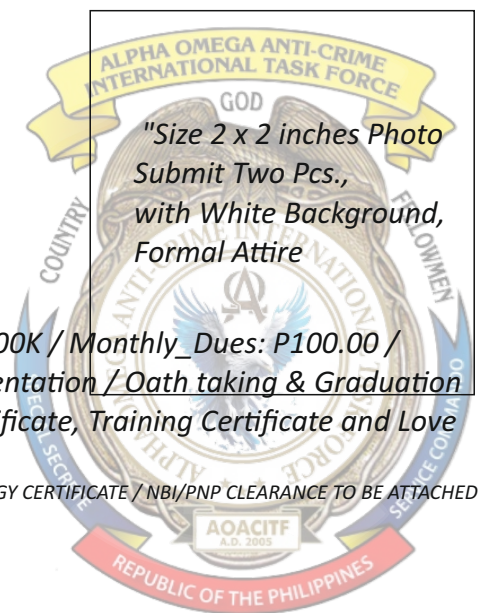 ALPHA OMEGA ANTI-CRIME
INTERNATIONAL TASK FORCE
GOD
"Size 2 x 2 inches Photo
Submit Two Pcs.,
with White Background,
Formal Attire
COUNTRY
FELOWMEN
00K / Monthly_Dues: P100.00 /
entation / Oath taking & Graduation
ificate, Training Certificate and Love
GY CERTIFICATE / NBI/PNP CLEARANCE TO BE ATTACHED
AOACITF
A.D. 2005
REPUBLIC OF THE PHILIPPINES